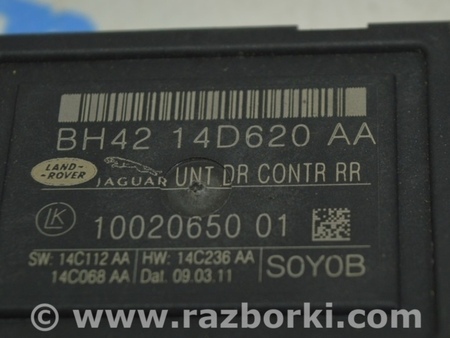 BH42 14D620 AA
LAND-
ROVER
JAGUAR
UNT DR CONTR RR
LK
10020650 01
SW: 14C112 AA
14C068 AA
HW: 14C236 AA
Dat. 09.03.11
S0Y0B
© www.razborki.com